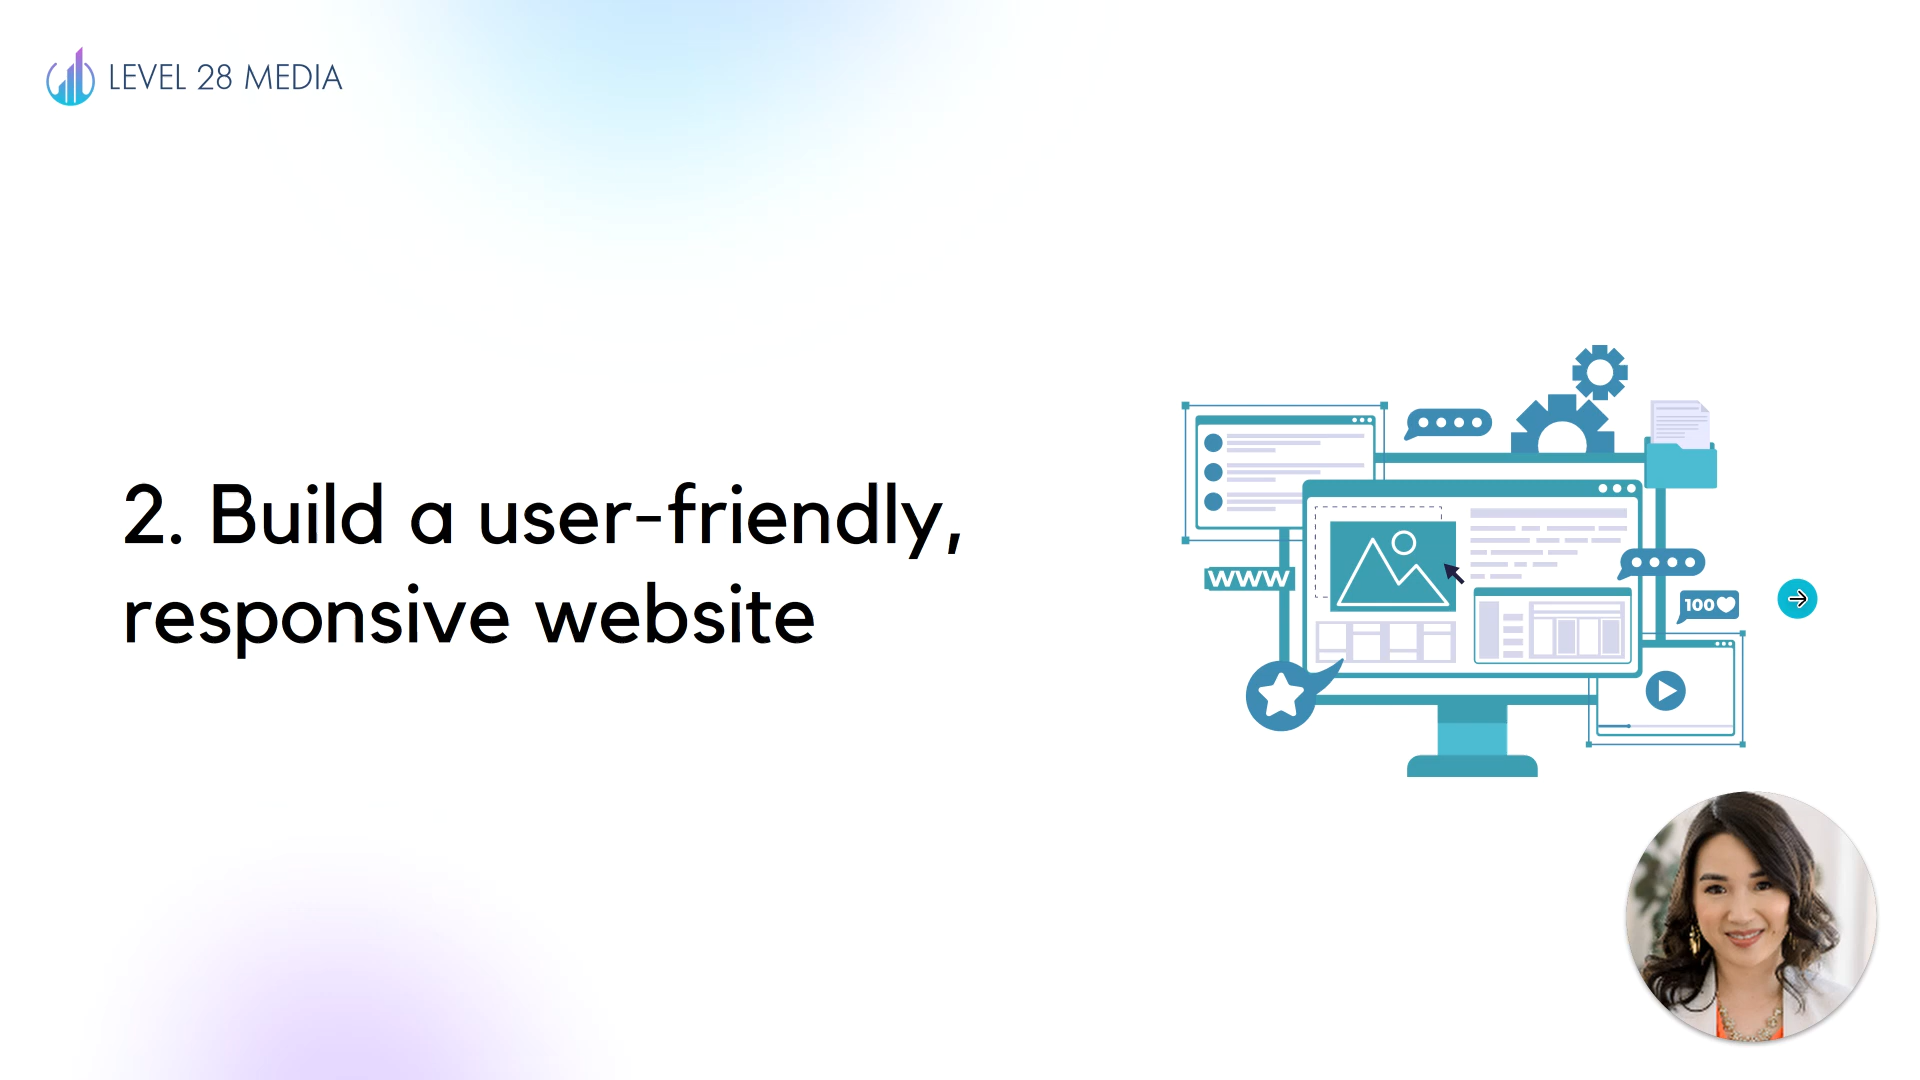 LEVEL 28 MEDIA
2. Build a user-friendly,
responsive website
WWW
100